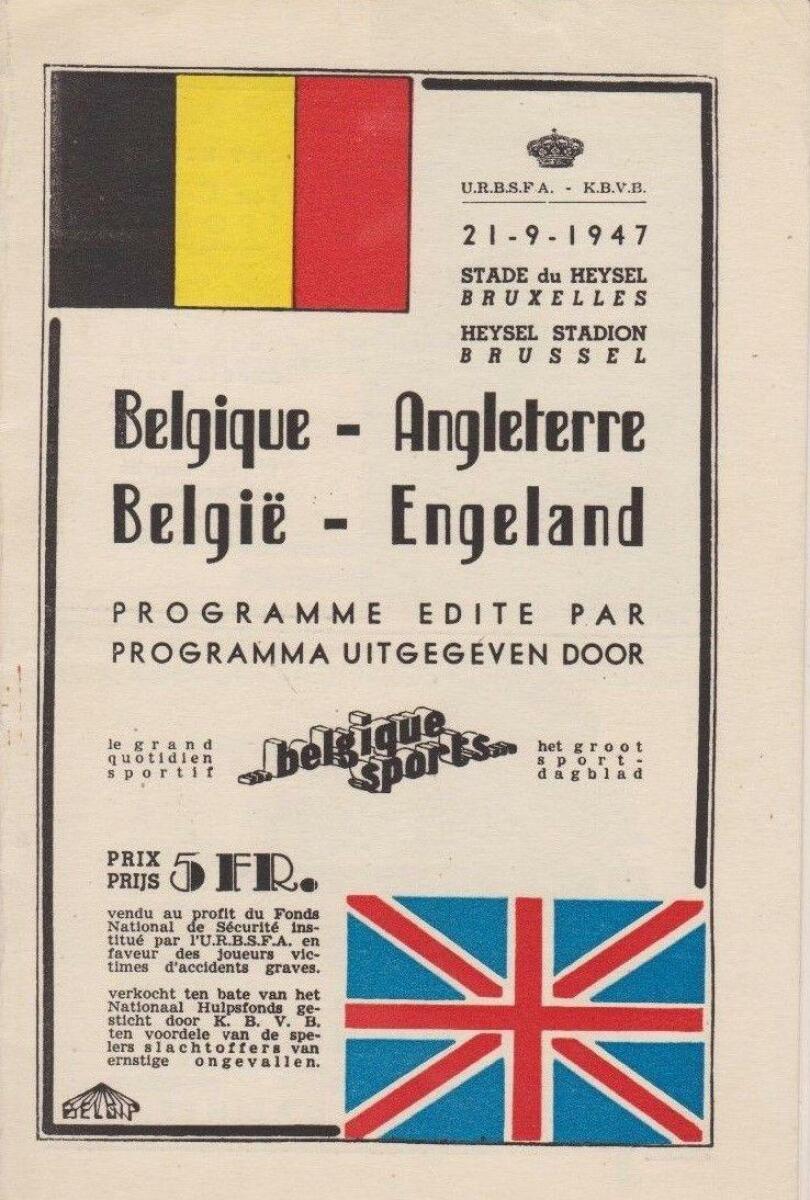 U.R.B.S.F A. - K.B.V.B.
21-9-1947
STADE du HEYSEL
BRUXELLES
HEYSEL STADION
BRUSSEL
Belgique - Angleterre
België - Engeland
PROGRAMME EDITE PAR
PROGRAMMA UITGEGEVEN DOOR
le grand
quotidien
sportif
belgique
sports
het groot
sport-
dagblad
PRIX
PRIJS
5 FR.
vendu au profit du Fonds
National de Sécurité ins-
titué par l'U.R.B.S.F.A. en
faveur des joueurs vic-
times d'accidents graves.
verkocht ten bate van het
Nationaal Hulpsfonds ge-
sticht door K. B. V. B.
ten voordele van de spe-
lers slachtoffers van
ernstige ongevallen.